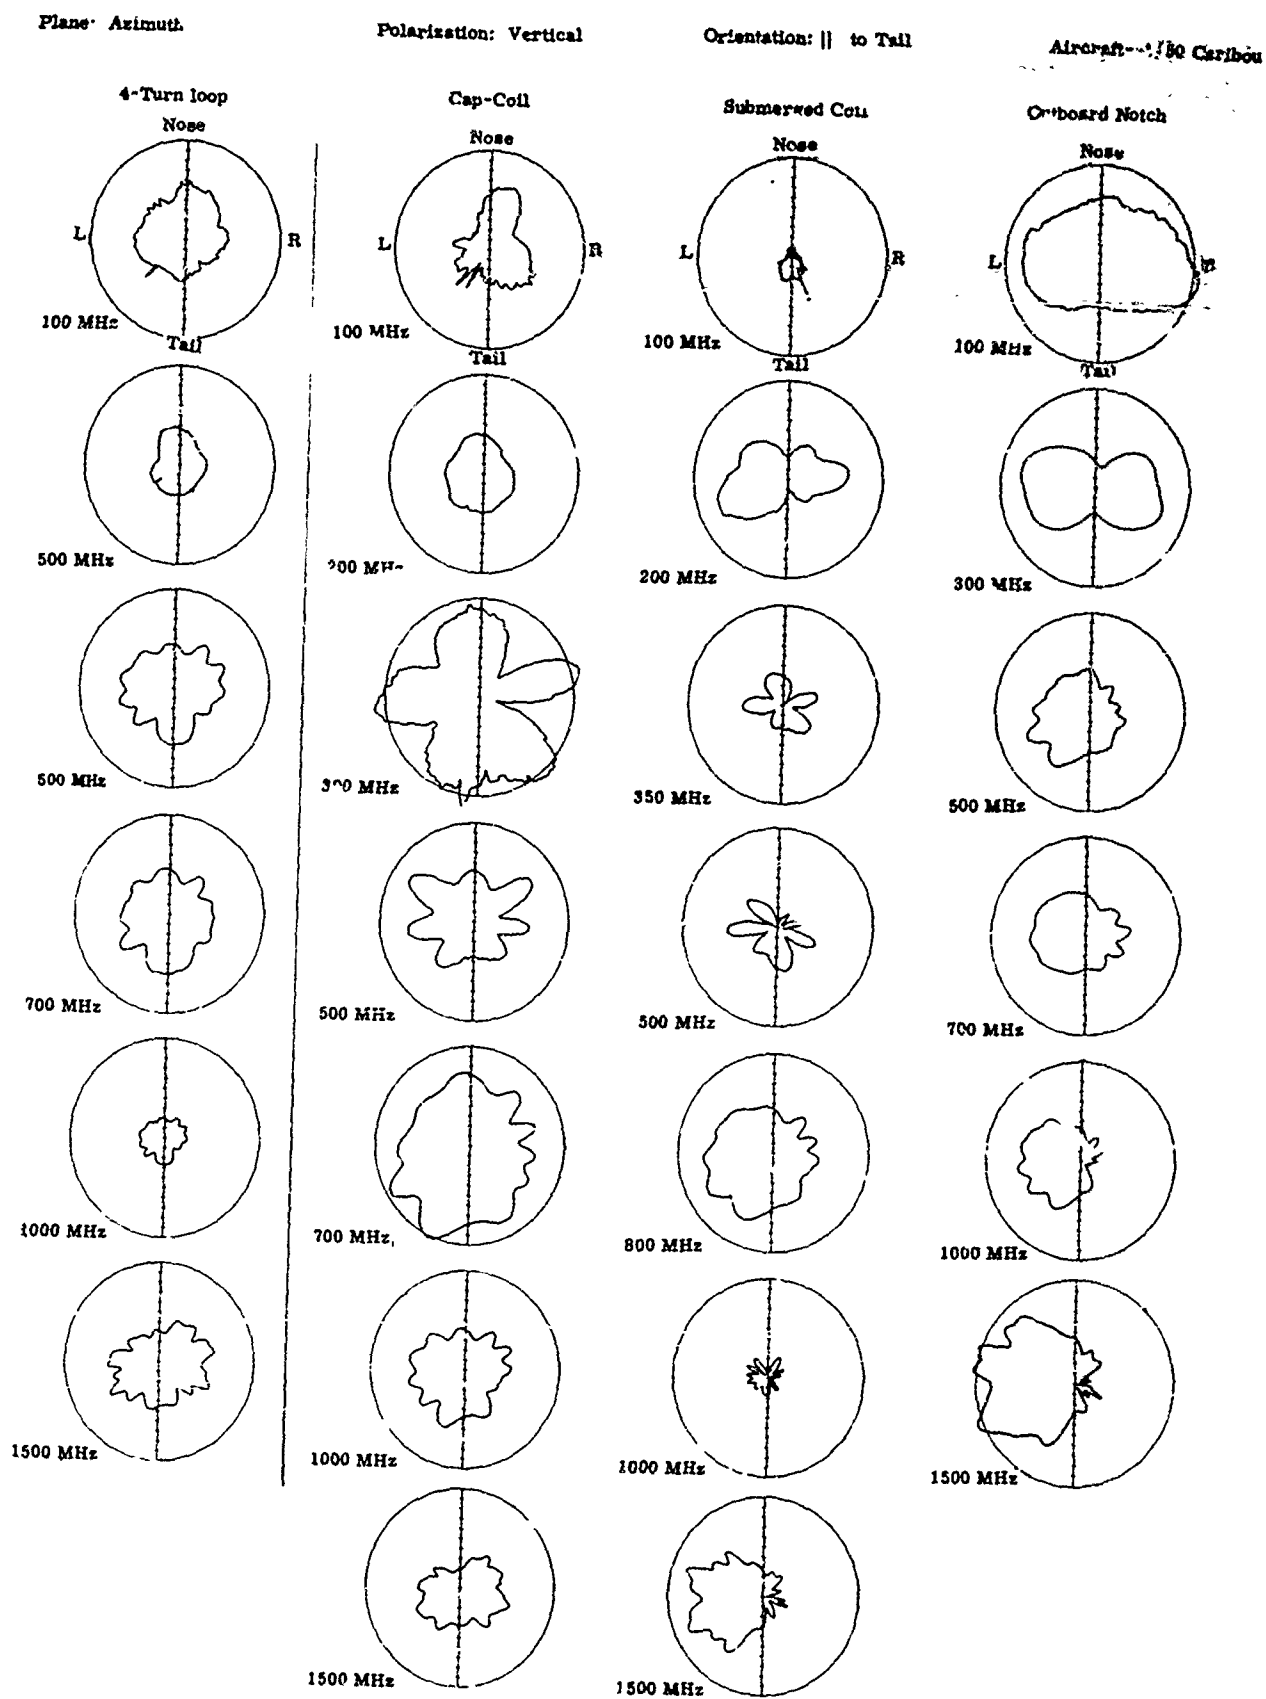 Plane: Azimuth
Polarization: Vertical
Orientation: || to Tail
Caribou
4-Turn loop
Cap-Coil
Submerged Coil
Outboard Notch
Nose
Nose
Nose
Nose
L
R
L
R
L
R
L
100 MHz
100 MHz
100 MHz
100 MHz
Tail
Tail
Tail
Tail
500 MHz
200 MHz
300 MHz
500 MHz
MHz
350 MHz
500 MHz
700 MHz
500 MHz
500 MHz
700 MHz
1000 MHz
700 MHz
800 MHz
1000 MHz
1500 MHz
1000 MHz
1000 MHz
1500 MHz
1500 MHz
1500 MHz